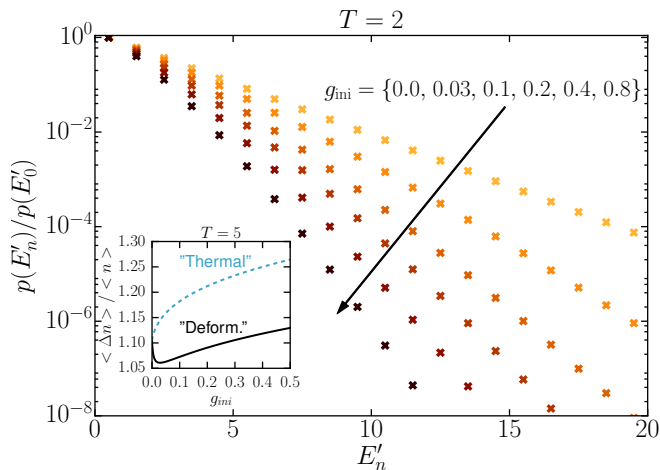 T = 2
10^0
10^{-2}
10^{-4}
10^{-6}
10^{-8}
p(E'_n)/p(E'_0)
g_ini = {0.0, 0.03, 0.1, 0.2, 0.4, 0.8}
T = 5
1.30
1.25
1.20
1.15
1.10
1.05
< Δn > / < n >
"Thermal"
"Deform."
0.0 0.1 0.2 0.3 0.4 0.5
g_ini
0 5 10 15 20
E'_n